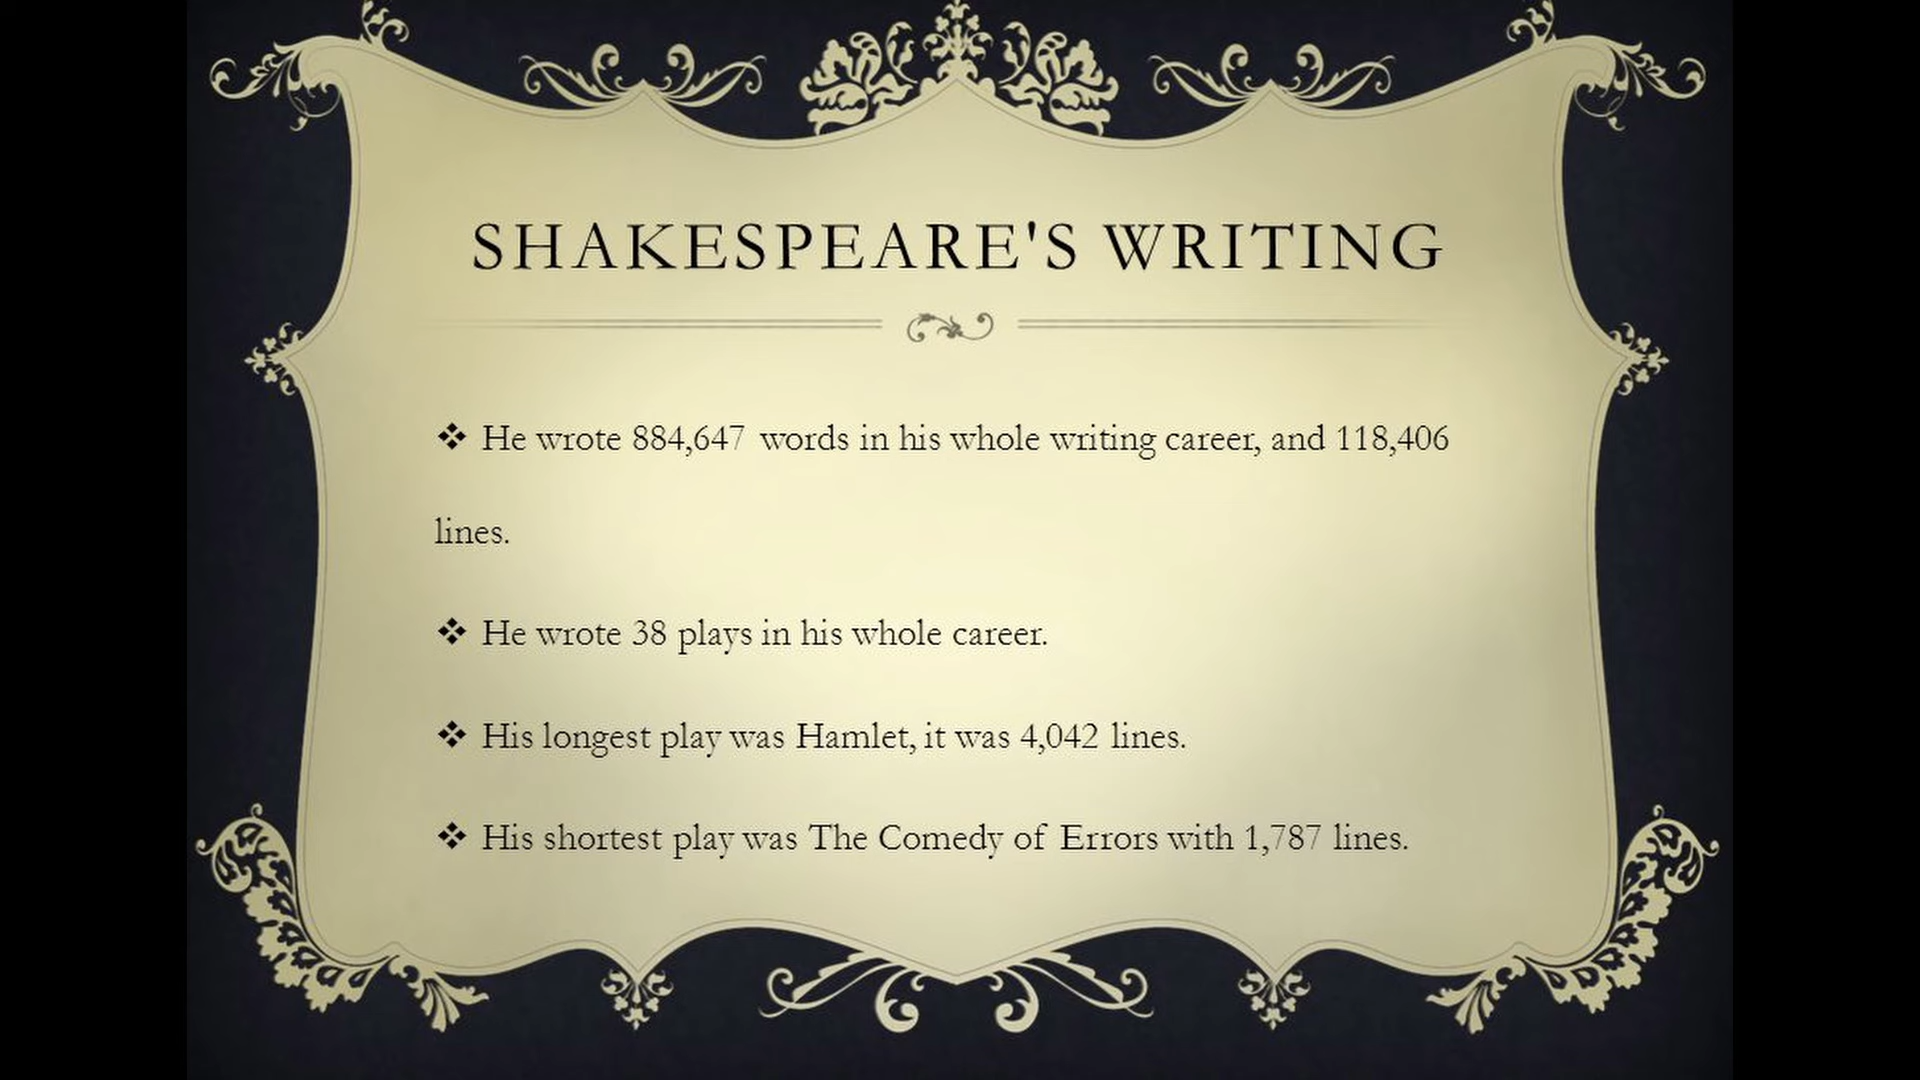 SHAKESPEARE'S WRITING
❖ He wrote 884,647 words in his whole writing career, and 118,406
lines.
❖ He wrote 38 plays in his whole career.
❖ His longest play was Hamlet, it was 4,042 lines.
❖ His shortest play was The Comedy of Errors with 1,787 lines.